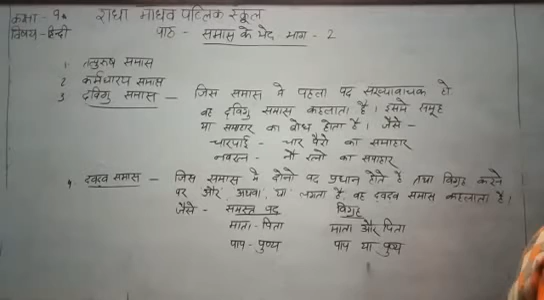 कक्षा - १०
राधा माधव पब्लिक स्कूल
विषय - हिन्दी
पाठ - समास के भेद भाग - 2
1. तत्पुरुष समास
2. कर्मधारय समास
3. द्विगु समास - जिस समास मे पहला पद संख्यावाचक हो
वह द्विगु समास कहलाता है। इसमे समूह
या समाहार का बोध होता है। जैसे -
चारपाई - चार पैरो का समाहार
नवरत्न - नौ रत्नो का समाहार
4. द्वन्द्व समास - जिस समास मे दोनो पद प्रधान होते है तथा विग्रह करने
पर और, अथवा, या लगता है, वह द्वन्द्व समास कहलाता है।
जैसे - समस्त पद विग्रह
माता - पिता माता और पिता
पाप - पुण्य पाप या पुण्य